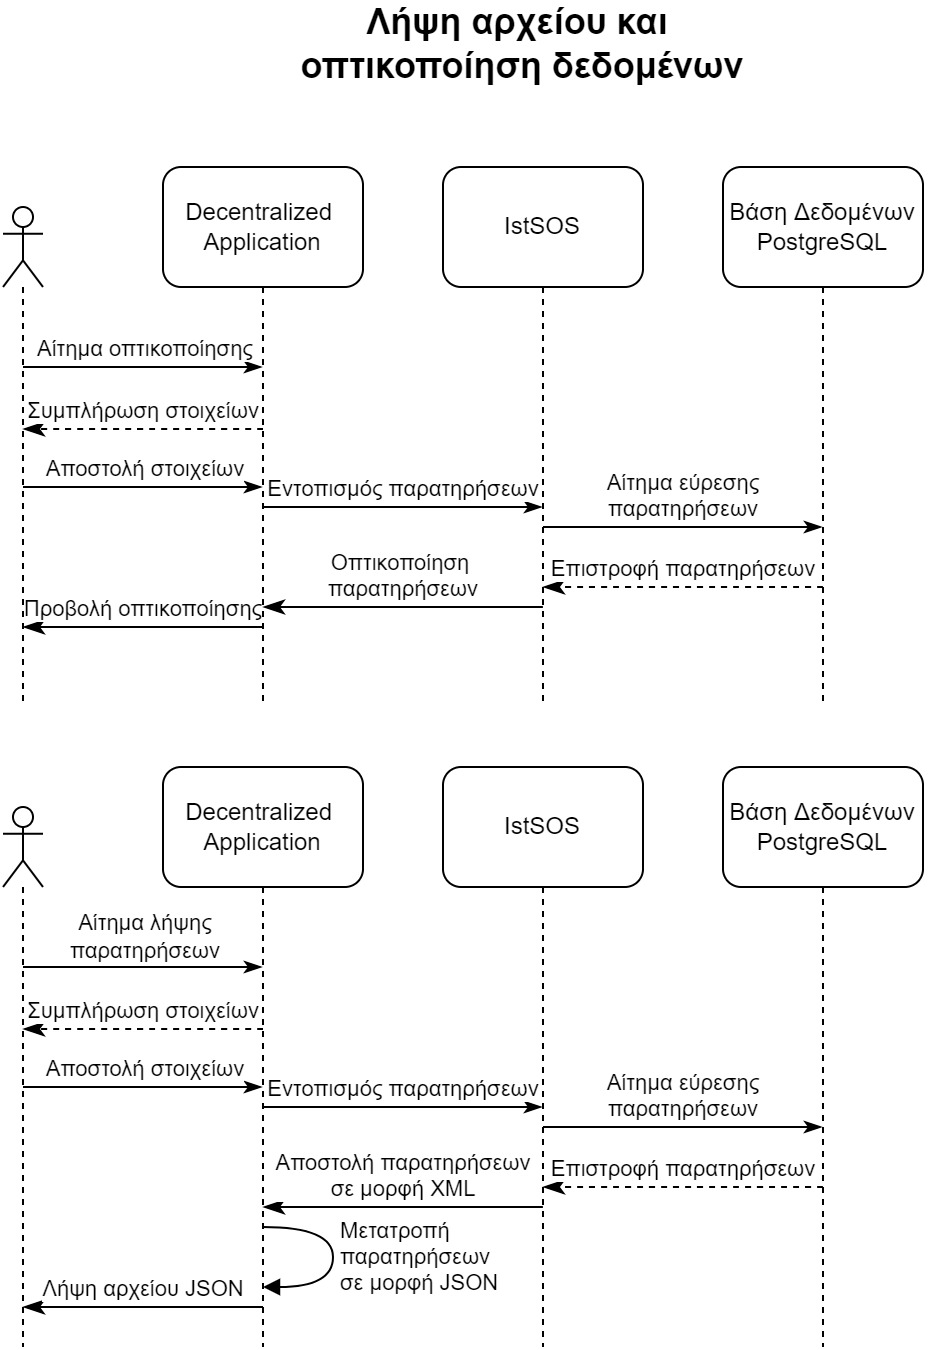 Λήψη αρχείου και
οπτικοποίηση δεδομένων
Decentralized
Application
IstSOS
Βάση Δεδομένων
PostgreSQL
Αίτημα οπτικοποίησης
Συμπλήρωση στοιχείων
Αποστολή στοιχείων
Εντοπισμός παρατηρήσεων
Αίτημα εύρεσης
παρατηρήσεων
Επιστροφή παρατηρήσεων
Οπτικοποίηση
παρατηρήσεων
Προβολή οπτικοποίησης
Decentralized
Application
IstSOS
Βάση Δεδομένων
PostgreSQL
Αίτημα λήψης
παρατηρήσεων
Συμπλήρωση στοιχείων
Αποστολή στοιχείων
Εντοπισμός παρατηρήσεων
Αίτημα εύρεσης
παρατηρήσεων
Επιστροφή παρατηρήσεων
Αποστολή παρατηρήσεων
σε μορφή XML
Μετατροπή
παρατηρήσεων
σε μορφή JSON
Λήψη αρχείου JSON